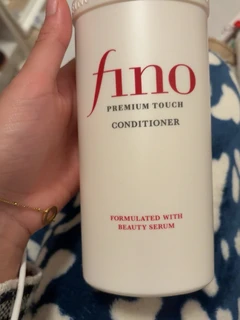 fino
PREMIUM TOUCH
CONDITIONER
FORMULATED WITH
BEAUTY SERUM